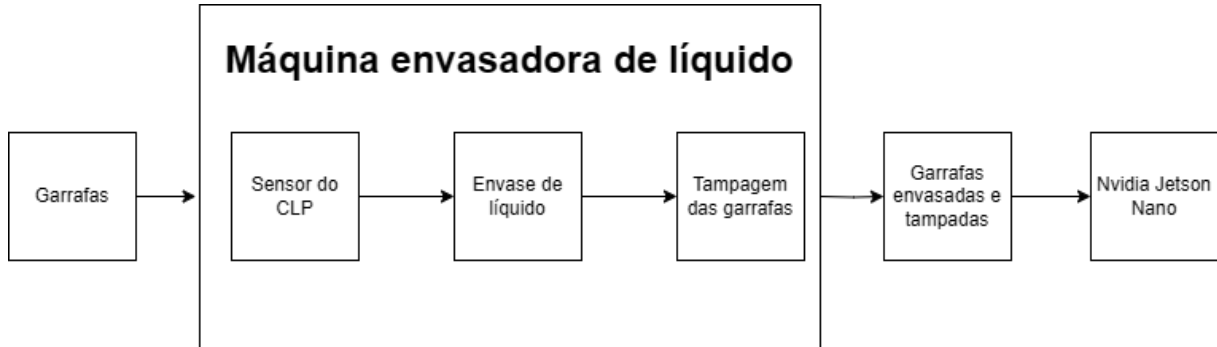 Máquina envasadora de líquido
Garrafas
Sensor do
CLP
Envase de
líquido
Tampagem
das garrafas
Garrafas
envasadas e
tampadas
Nvidia Jetson
Nano